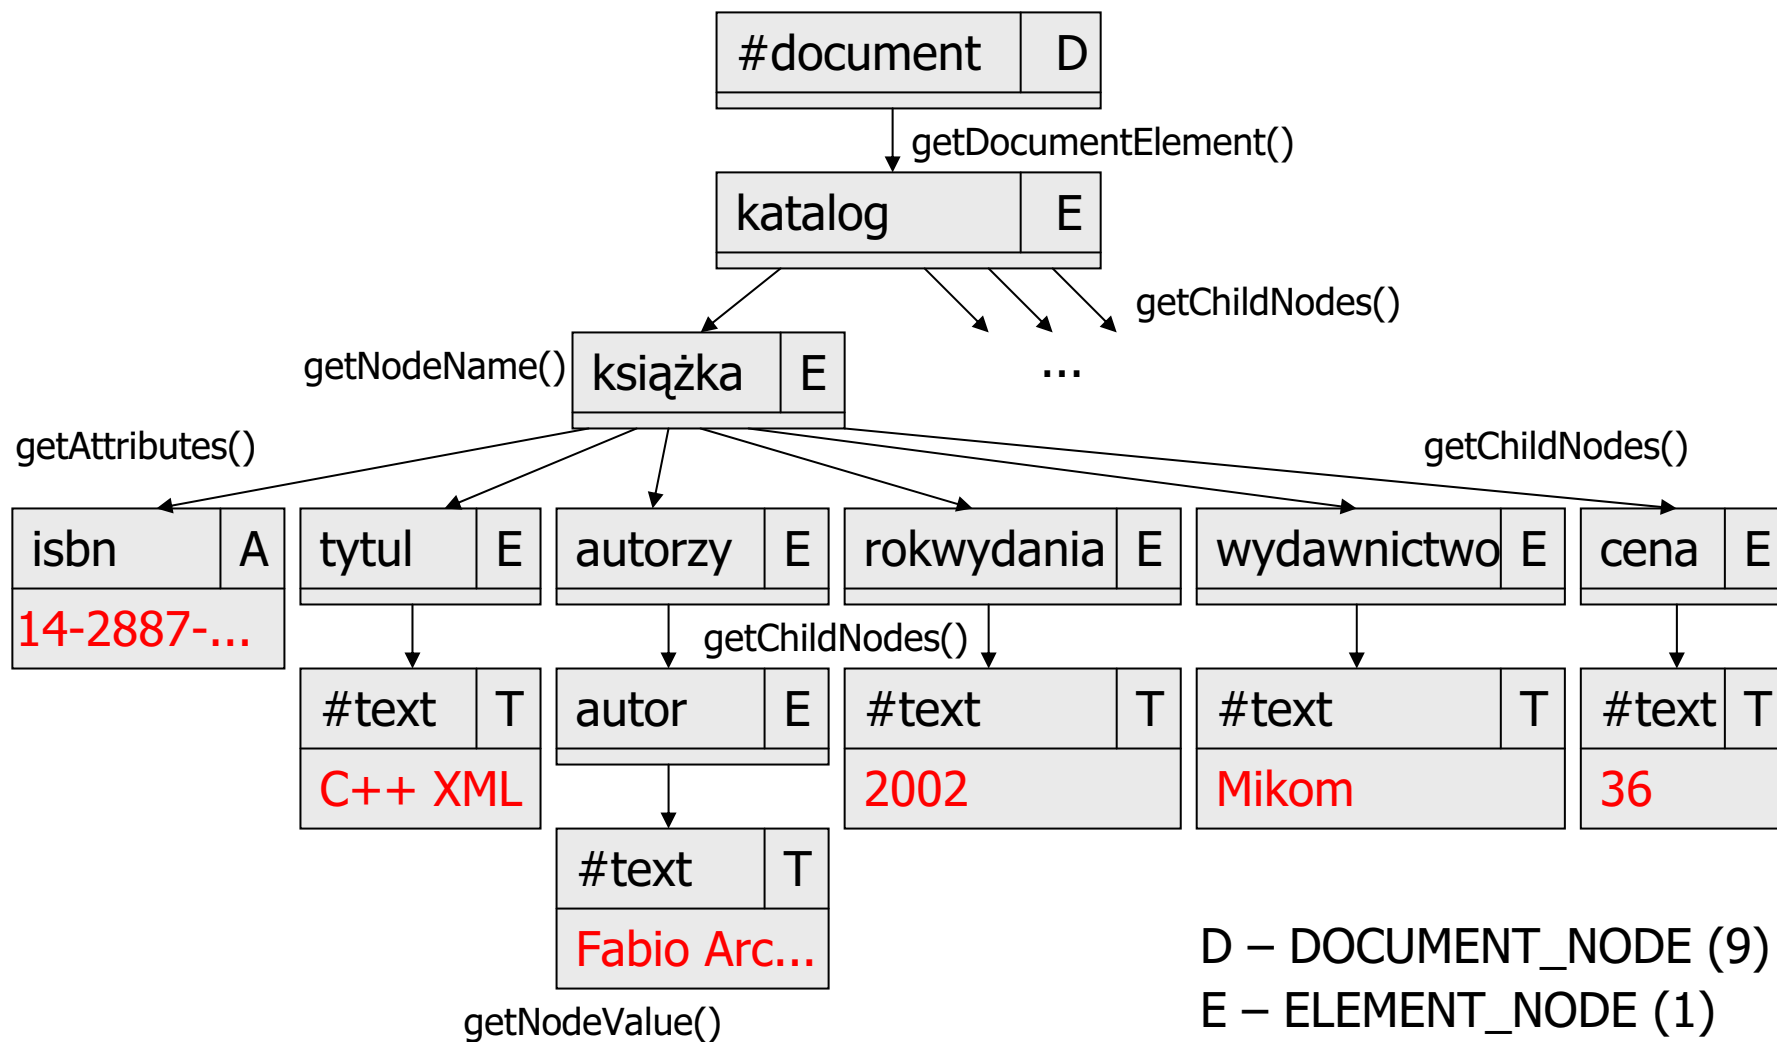 #document D
getDocumentElement()
katalog E
getChildNodes()
getNodeName() książka E ...
getAttributes() getChildNodes()
isbn A tytul E autorzy E rokwydania E wydawnictwo E cena E
14-2887-... getChildNodes()
#text T autor E #text T #text T #text T
C++ XML 2002 Mikom 36
#text T
Fabio Arc...
getNodeValue()
D – DOCUMENT_NODE (9)
E – ELEMENT_NODE (1)